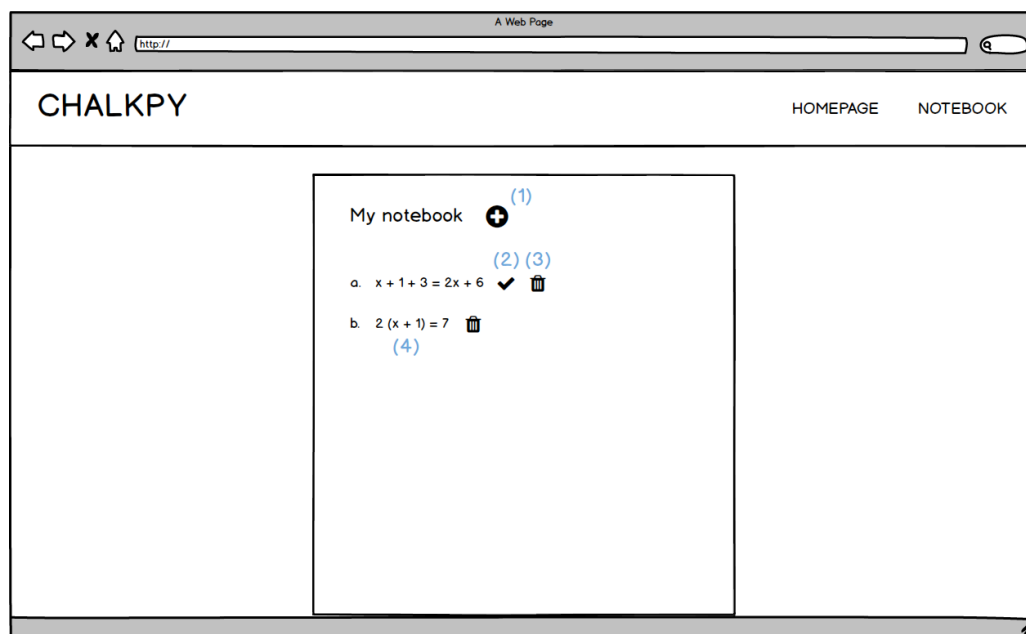 A Web Page
http://
CHALKPY
HOMEPAGE NOTEBOOK
(1)
My notebook
(2) (3)
a. x + 1 + 3 = 2x + 6
b. 2 (x + 1) = 7
(4)